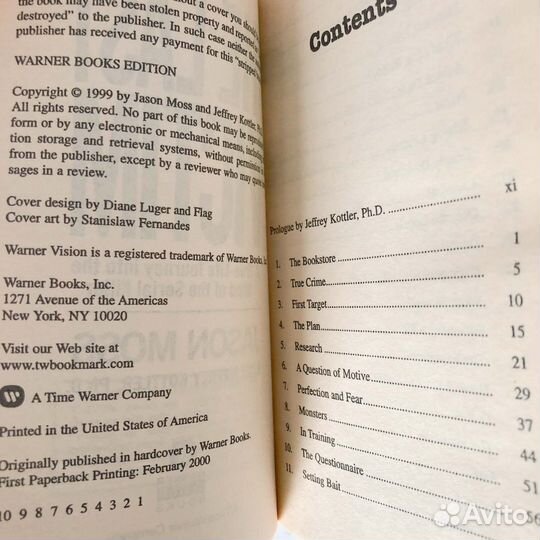 the book may have been stolen property and reported
destroyed" to the publisher. In such case neither the
publisher has received any payment for this "stripped
WARNER BOOKS EDITION
Copyright © 1999 by Jason Moss and Jeffrey Kottler, Ph.
All rights reserved. No part of this book may be
form or by any electronic or mechanical means, including
tion storage and retrieval systems, without permission
from the publisher, except by a reviewer who may quote
sages in a review.
Cover design by Diane Luger and Flag
Cover art by Stanislaw Fernandes
Warner Vision is a registered trademark of Warner Books,
Warner Books, Inc.
1271 Avenue of the Americas
New York, NY 10020
Visit our Web site at
www.twbookmark.com
A Time Warner Company
Printed in the United States of America
Originally published in hardcover by Warner Books.
First Paperback Printing: February 2000
10 9 8 7 6 5 4 3 2 1
Contents
Prologue by Jeffrey Kottler, Ph.D. xi
1. The Bookstore 1
2. True Crime 5
3. First Target 10
4. The Plan 15
5. Research 21
6. A Question of Motive 29
7. Perfection and Fear 37
8. Monsters 44
9. In Training 51
10. The Questionnaire 56
11. Setting Bait
Avito